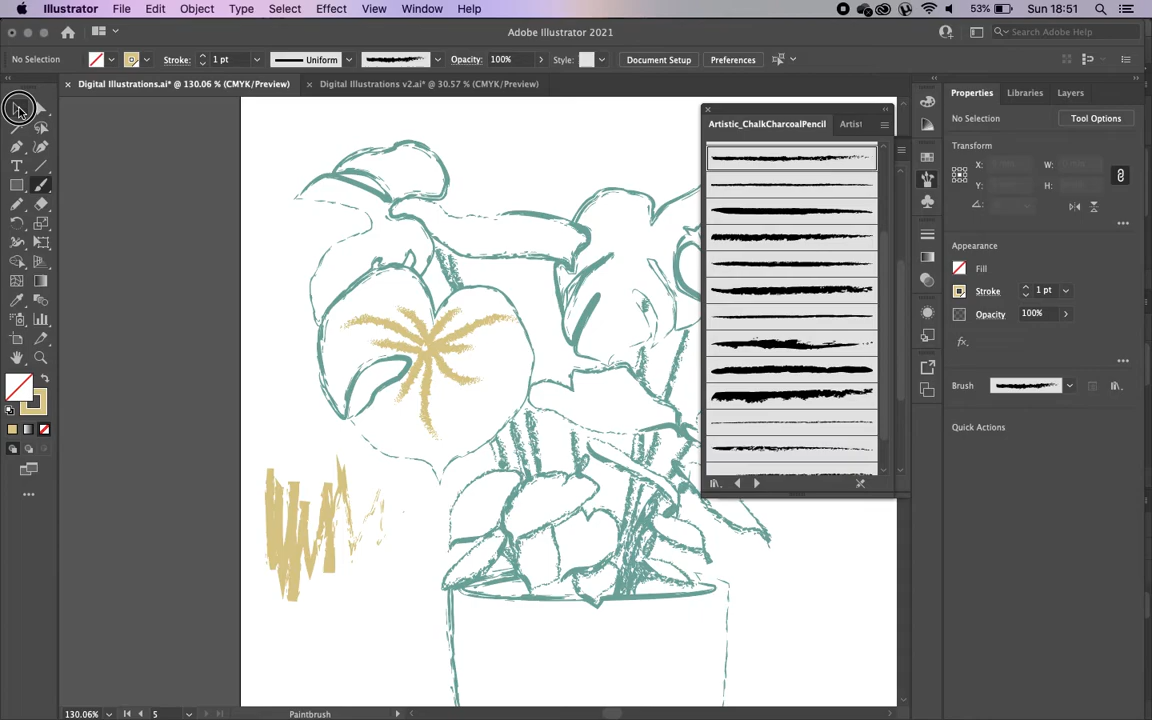 Illustrator File Edit Object Type Select Effect View Window Help 53% Sun 18:51
Adobe Illustrator 2021 Search Adobe Help
No Selection Stroke: 1 pt Uniform Opacity: 100% Style: Document Setup Preferences
Digital Illustrations.ai* @ 130.06% (CMYK/Preview) Digital Illustrations v2.ai* @ 30.57 % (CMYK/Preview)
Properties Libraries Layers
Artistic_ChalkCharcoalPencil Artist
No Selection Tool Options
Transform
X: W:
Y: H:
Appearance
Fill
Stroke 1 pt
Opacity 100%
fx
Brush
Quick Actions
130.06% 5 Paintbrush